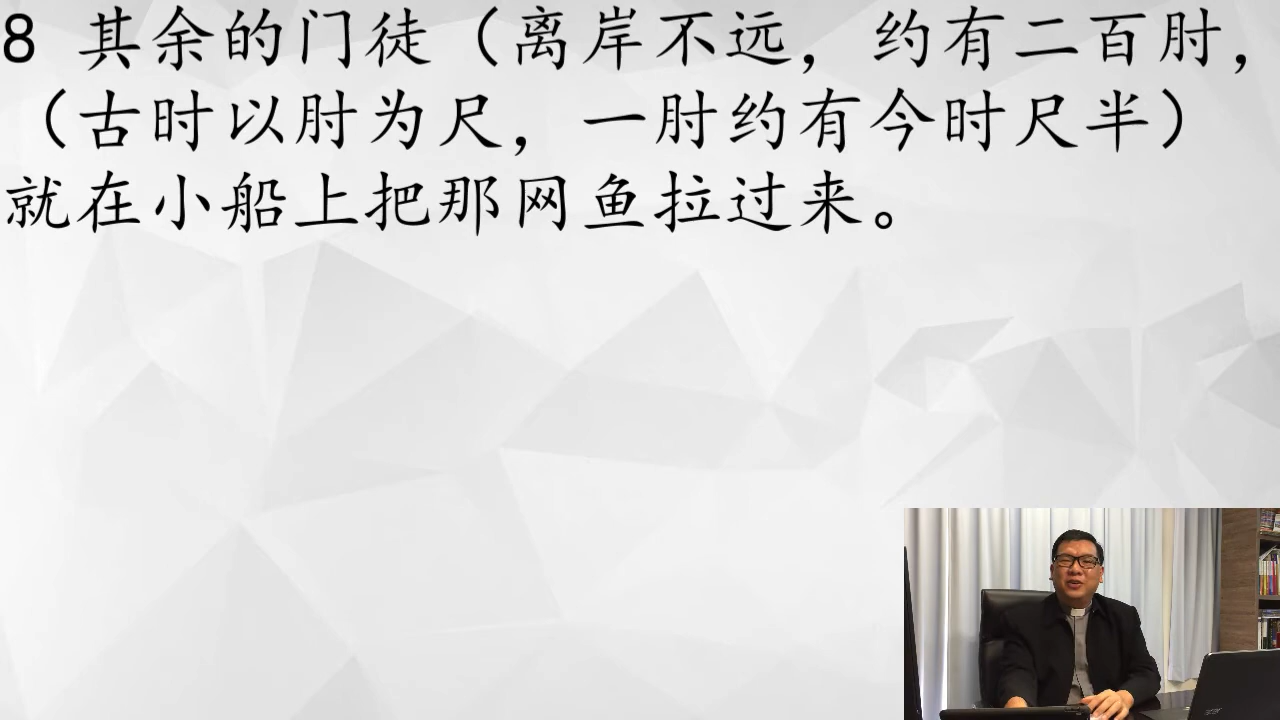 8 其余的门徒（离岸不远，约有二百肘，
（古时以肘为尺，一肘约有今时尺半）
就在小船上把那网鱼拉过来。